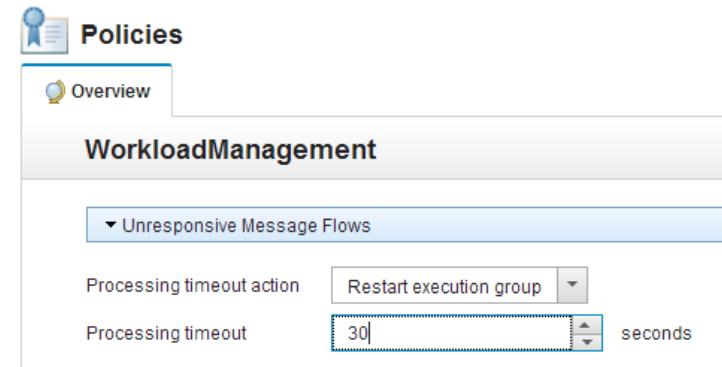 Policies
Overview
WorkloadManagement
Unresponsive Message Flows
Processing timeout action Restart execution group
Processing timeout 30 seconds